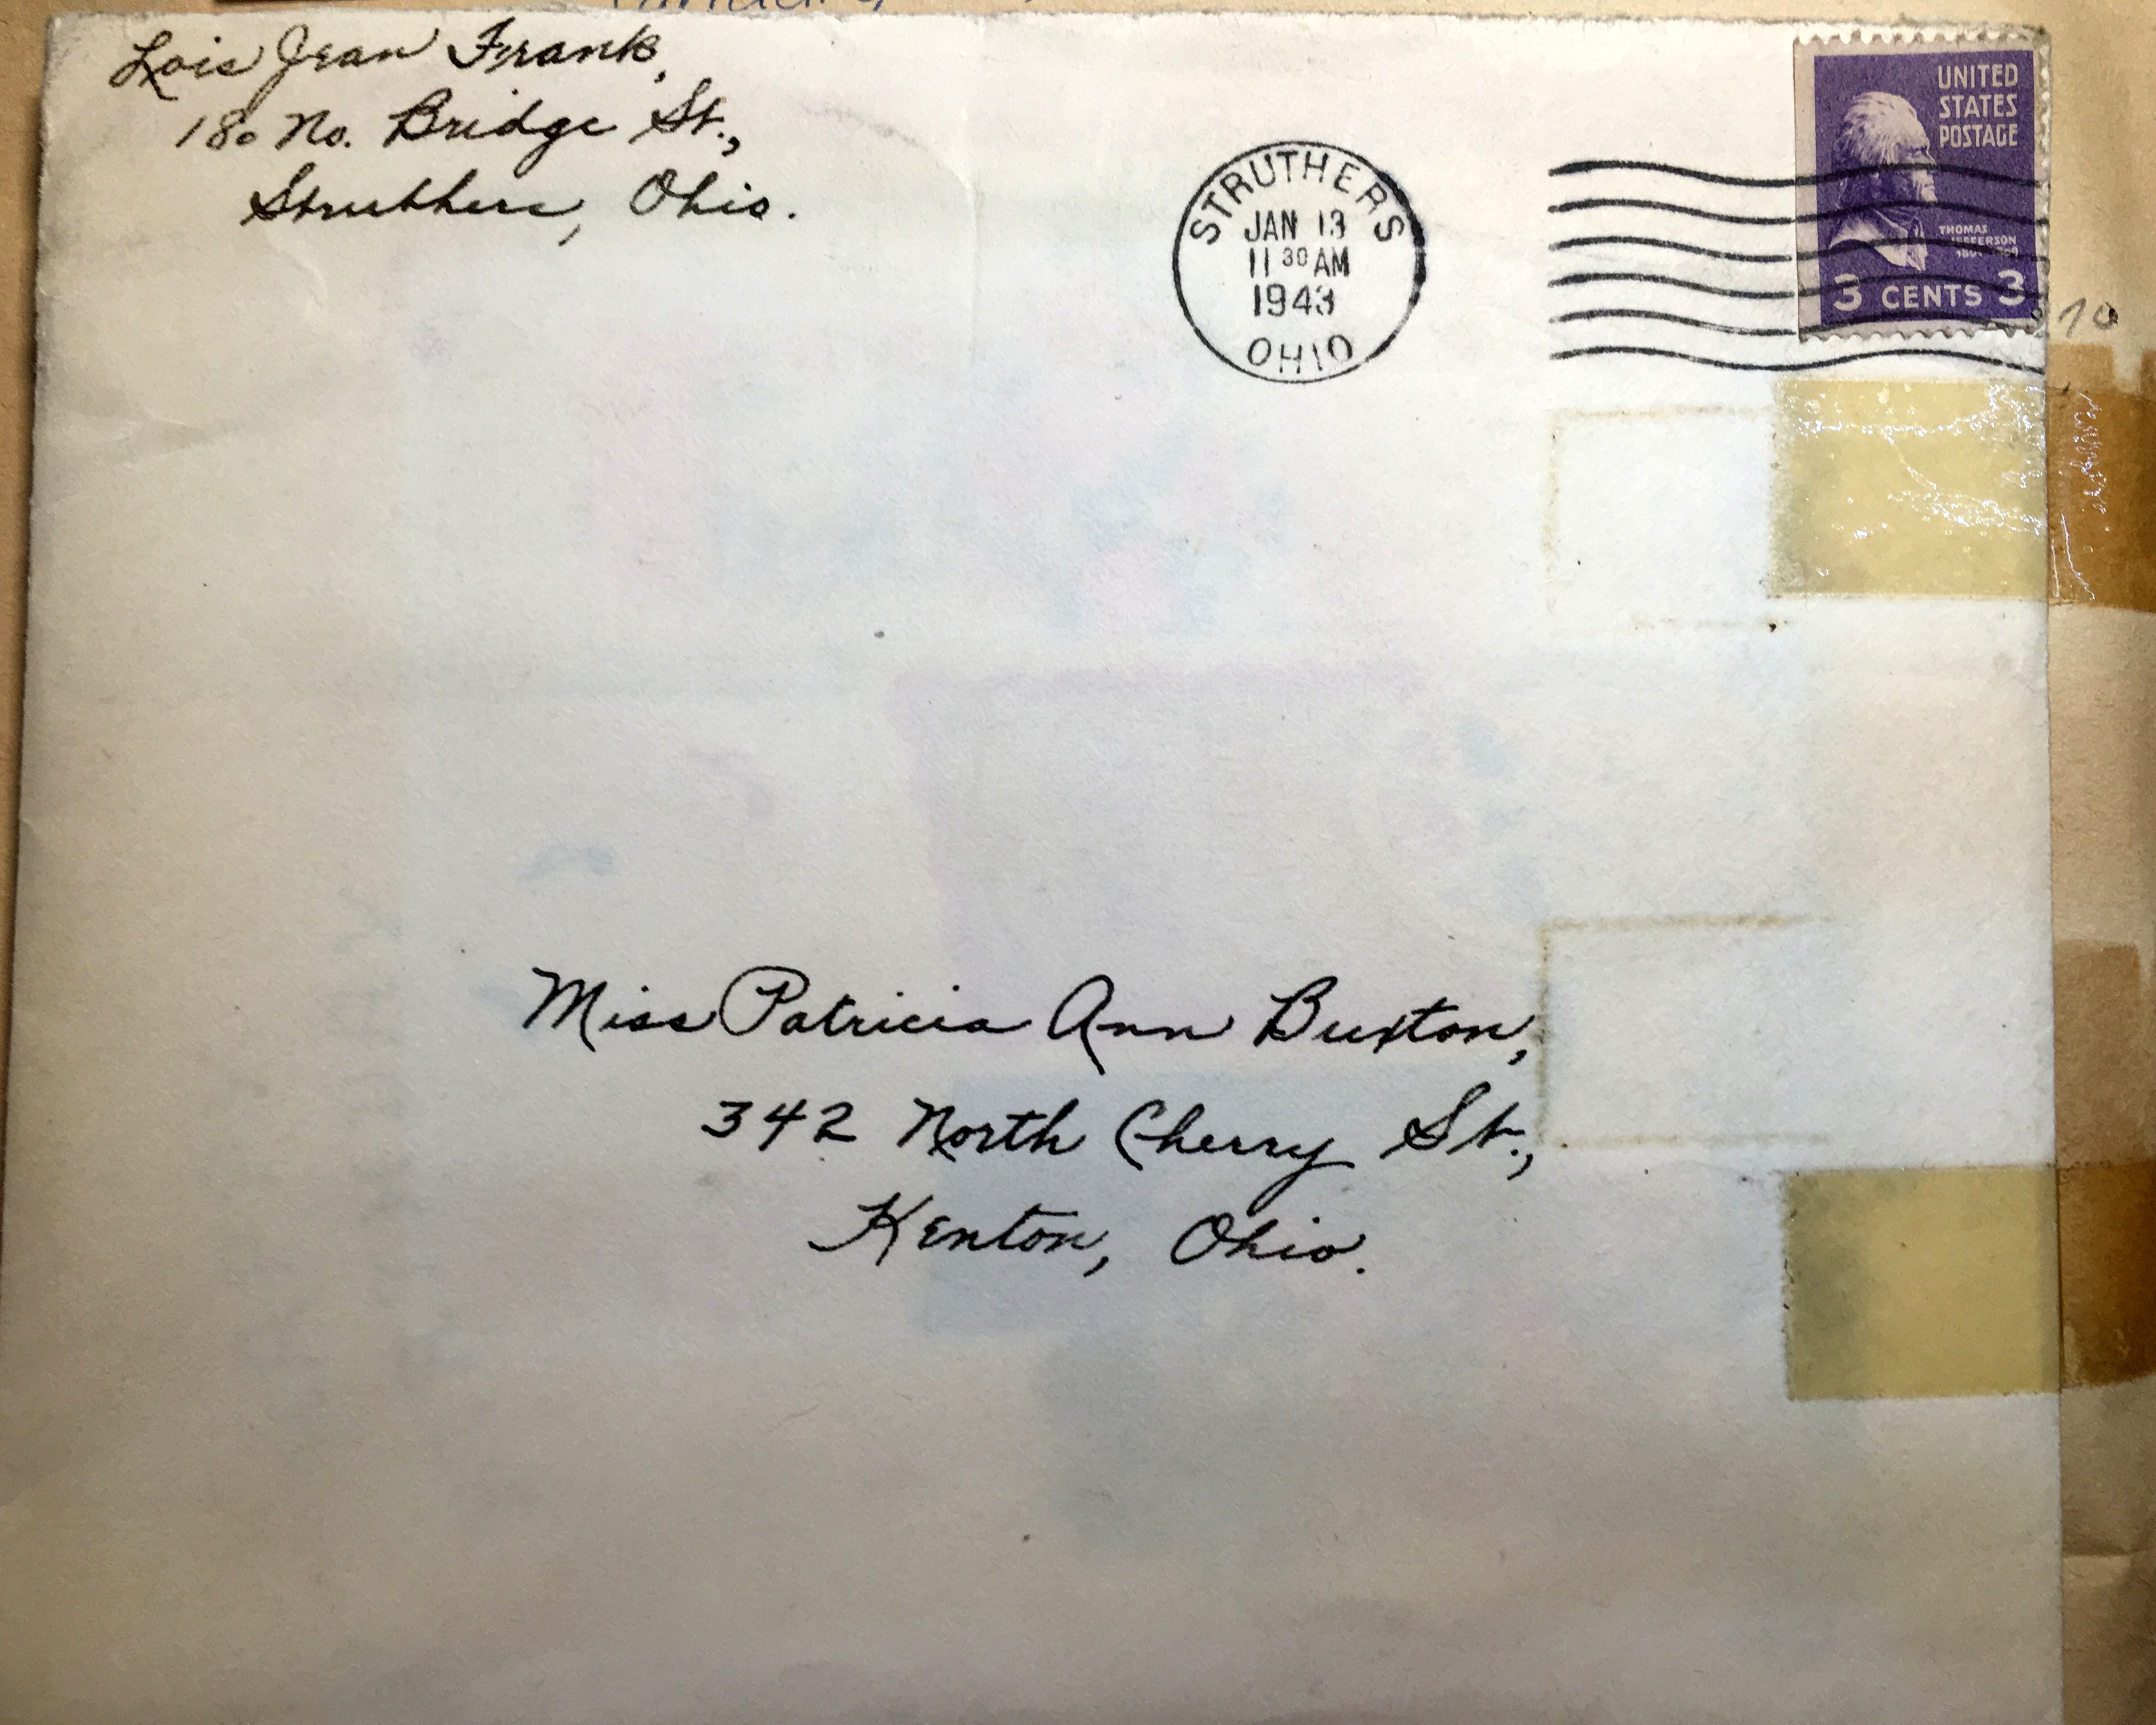 Lois Jean Frank,
180 No. Bridge St.,
Struthers, Ohio.
STRUTHERS
JAN 13
11 30 AM
1943
OHIO
UNITED
STATES
POSTAGE
THOMAS
JEFFERSON
3 CENTS 3
Miss Patricia Ann Buxton,
342 North Cherry St.,
Kenton, Ohio.